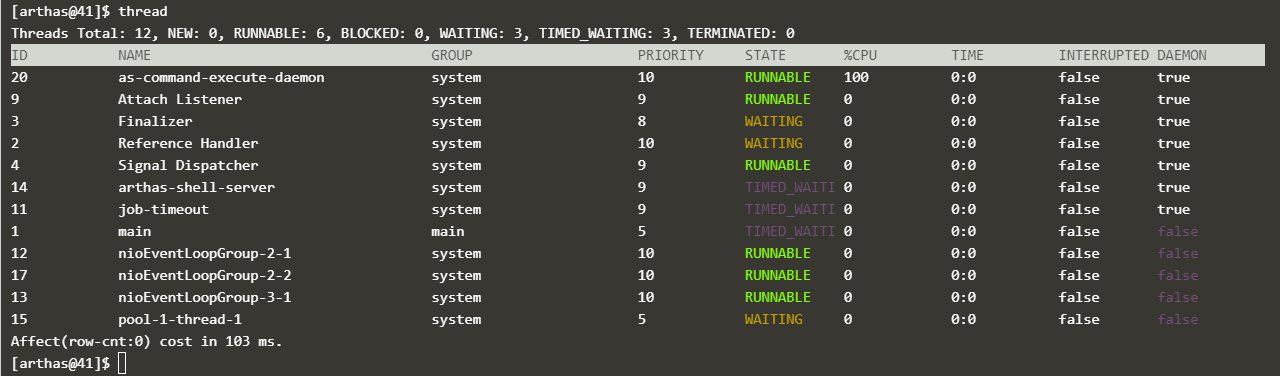 [arthas@41]$ thread
Threads Total: 12, NEW: 0, RUNNABLE: 6, BLOCKED: 0, WAITING: 3, TIMED_WAITING: 3, TERMINATED: 0
ID NAME GROUP PRIORITY STATE %CPU TIME INTERRUPTED DAEMON
20 as-command-execute-daemon system 10 RUNNABLE 100 0:0 false true
9 Attach Listener system 9 RUNNABLE 0 0:0 false true
3 Finalizer system 8 WAITING 0 0:0 false true
2 Reference Handler system 10 WAITING 0 0:0 false true
4 Signal Dispatcher system 9 RUNNABLE 0 0:0 false true
14 arthas-shell-server system 9 TIMED_WAITI 0 0:0 false true
11 job-timeout system 9 TIMED_WAITI 0 0:0 false true
1 main main 5 TIMED_WAITI 0 0:0 false false
12 nioEventLoopGroup-2-1 system 10 RUNNABLE 0 0:0 false false
17 nioEventLoopGroup-2-2 system 10 RUNNABLE 0 0:0 false false
13 nioEventLoopGroup-3-1 system 10 RUNNABLE 0 0:0 false false
15 pool-1-thread-1 system 5 WAITING 0 0:0 false false
Affect(row-cnt:0) cost in 103 ms.
[arthas@41]$